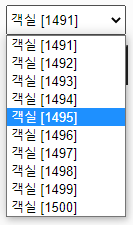 객실 [1491]
객실 [1491]
객실 [1492]
객실 [1493]
객실 [1494]
객실 [1495]
객실 [1496]
객실 [1497]
객실 [1498]
객실 [1499]
객실 [1500]